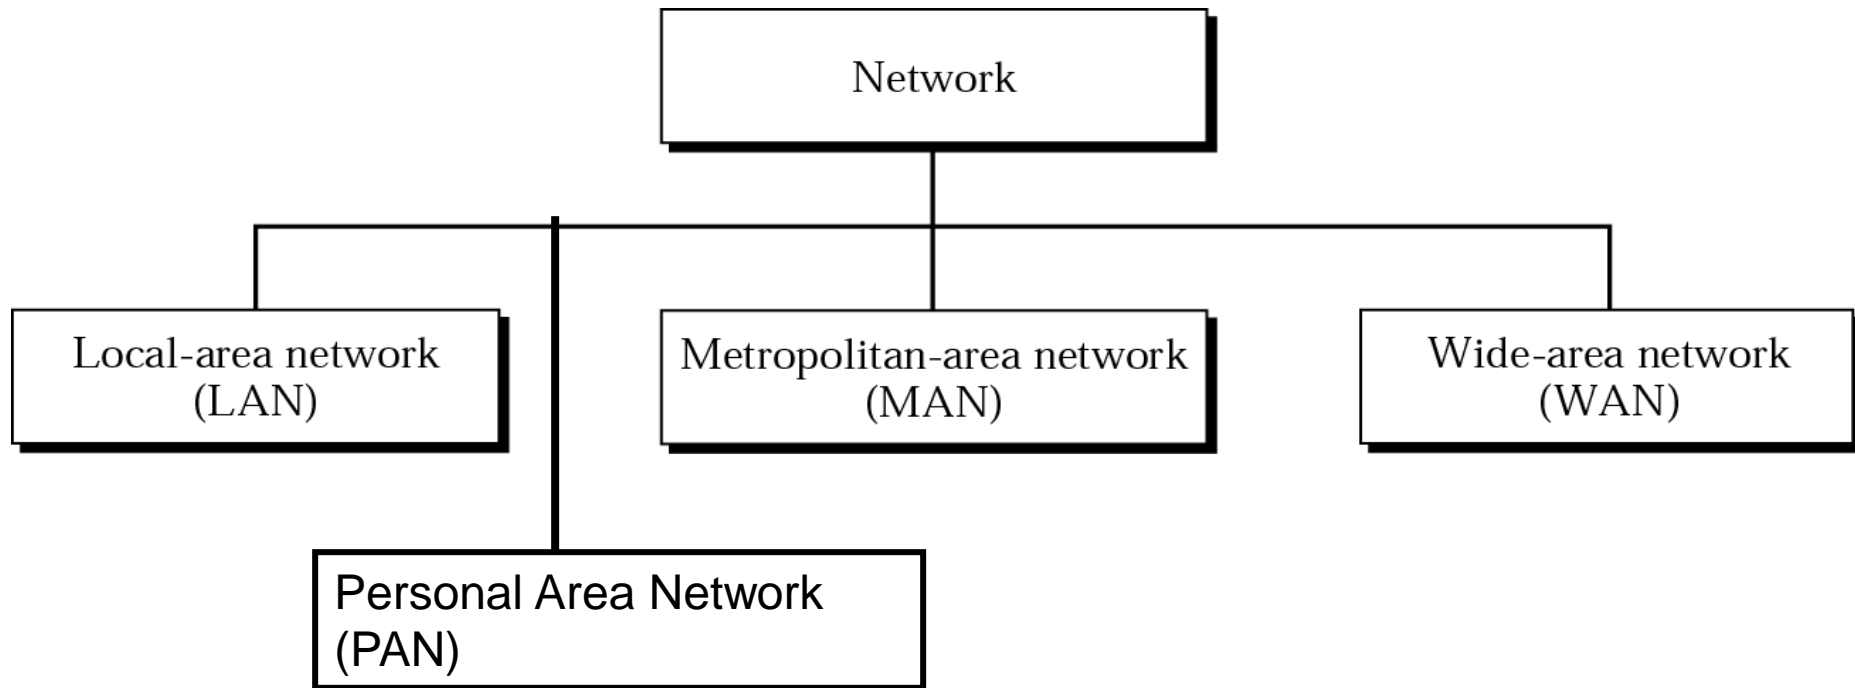 Network
Local-area network
(LAN)
Metropolitan-area network
(MAN)
Wide-area network
(WAN)
Personal Area Network
(PAN)